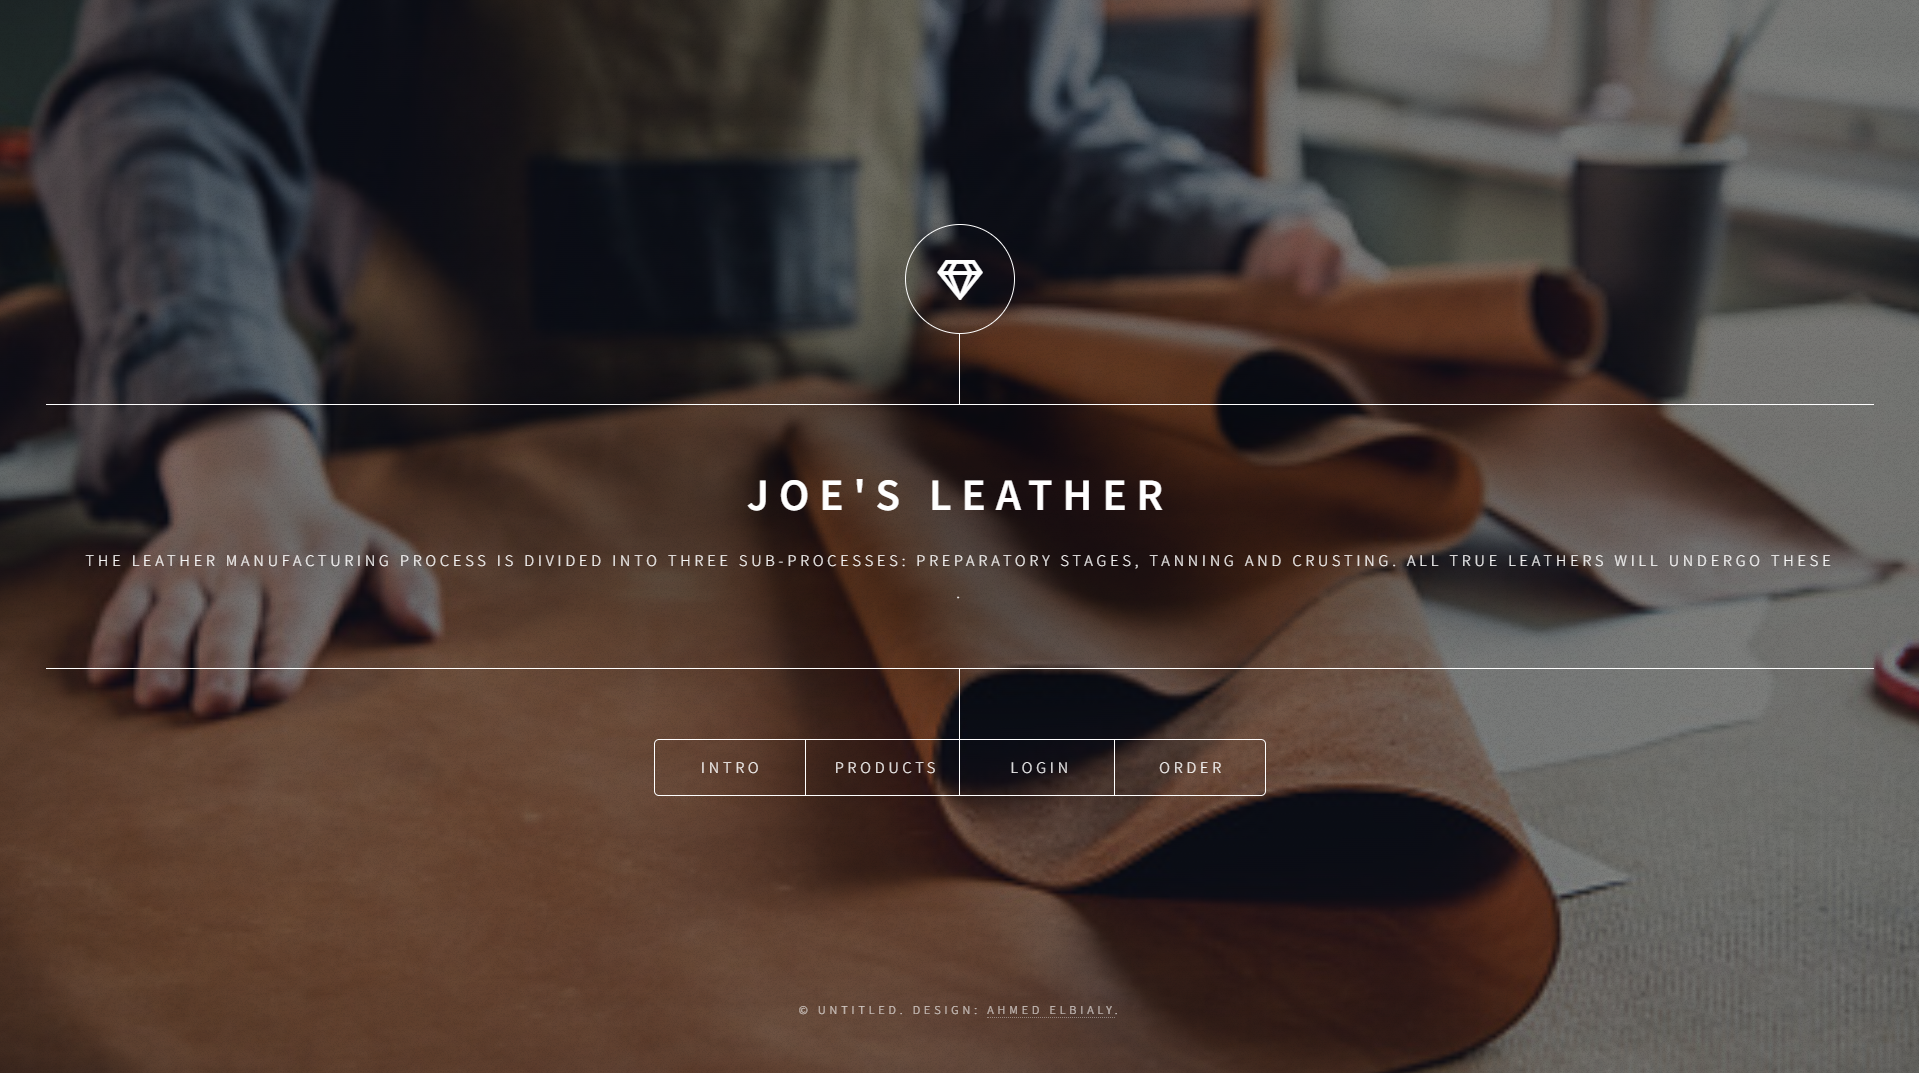 JOE'S LEATHER
THE LEATHER MANUFACTURING PROCESS IS DIVIDED INTO THREE SUB-PROCESSES: PREPARATORY STAGES, TANNING AND CRUSTING. ALL TRUE LEATHERS WILL UNDERGO THESE
.
INTRO PRODUCTS LOGIN ORDER
© UNTITLED. DESIGN: AHMED ELBIALY.